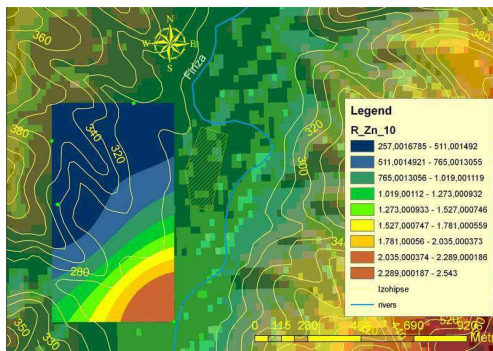 360
N
W E
S
Finza
380
340
320
320
300
380
360
280
350
330
Legend
R_Zn_10
257,0016785 - 511,001492
511,0014921 - 765,0013055
765,0013056 - 1.019,001119
1.019,00112 - 1.273,000932
1.273,000933 - 1.527,000746
1.527,000747 - 1.781,000559
1.781,00056 - 2.035,000373
2.035,000374 - 2.289,000186
2.289,000187 - 2.543
Izohipse
rivers
0 115 230 460 690 920
Metr